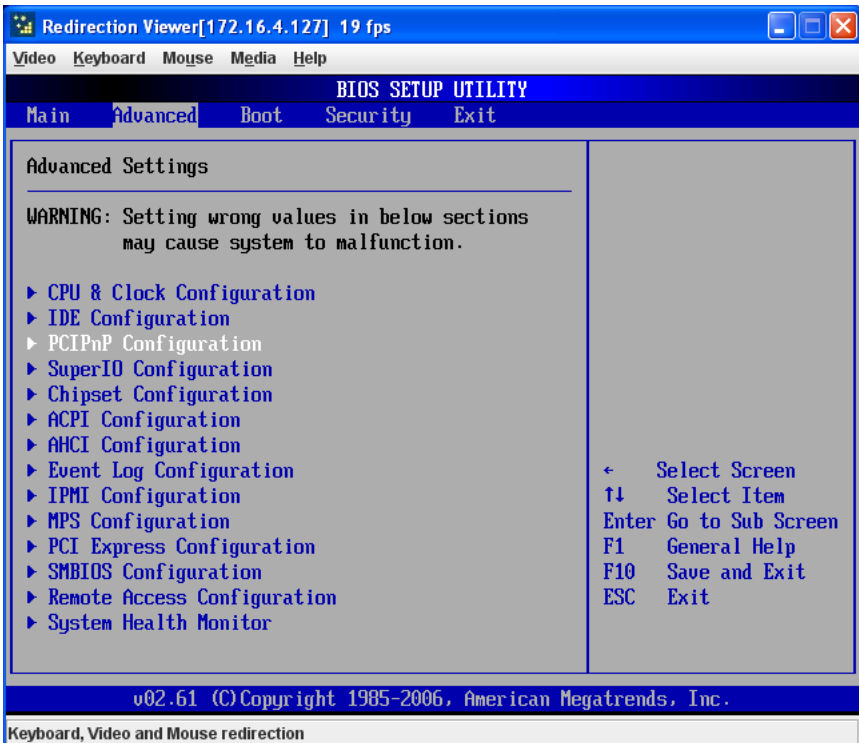 Redirection Viewer[172.16.4.127] 19 fps
Video Keyboard Mouse Media Help
BIOS SETUP UTILITY
Main Advanced Boot Security Exit
Advanced Settings
WARNING: Setting wrong values in below sections
may cause system to malfunction.
▶ CPU & Clock Configuration
▶ IDE Configuration
▶ PCIPnP Configuration
▶ SuperIO Configuration
▶ Chipset Configuration
▶ ACPI Configuration
▶ AHCI Configuration
▶ Event Log Configuration
▶ IPMI Configuration
▶ MPS Configuration
▶ PCI Express Configuration
▶ SMBIOS Configuration
▶ Remote Access Configuration
▶ System Health Monitor
← Select Screen
↑↓ Select Item
Enter Go to Sub Screen
F1 General Help
F10 Save and Exit
ESC Exit
v02.61 (C)Copyright 1985-2006, American Megatrends, Inc.
Keyboard, Video and Mouse redirection